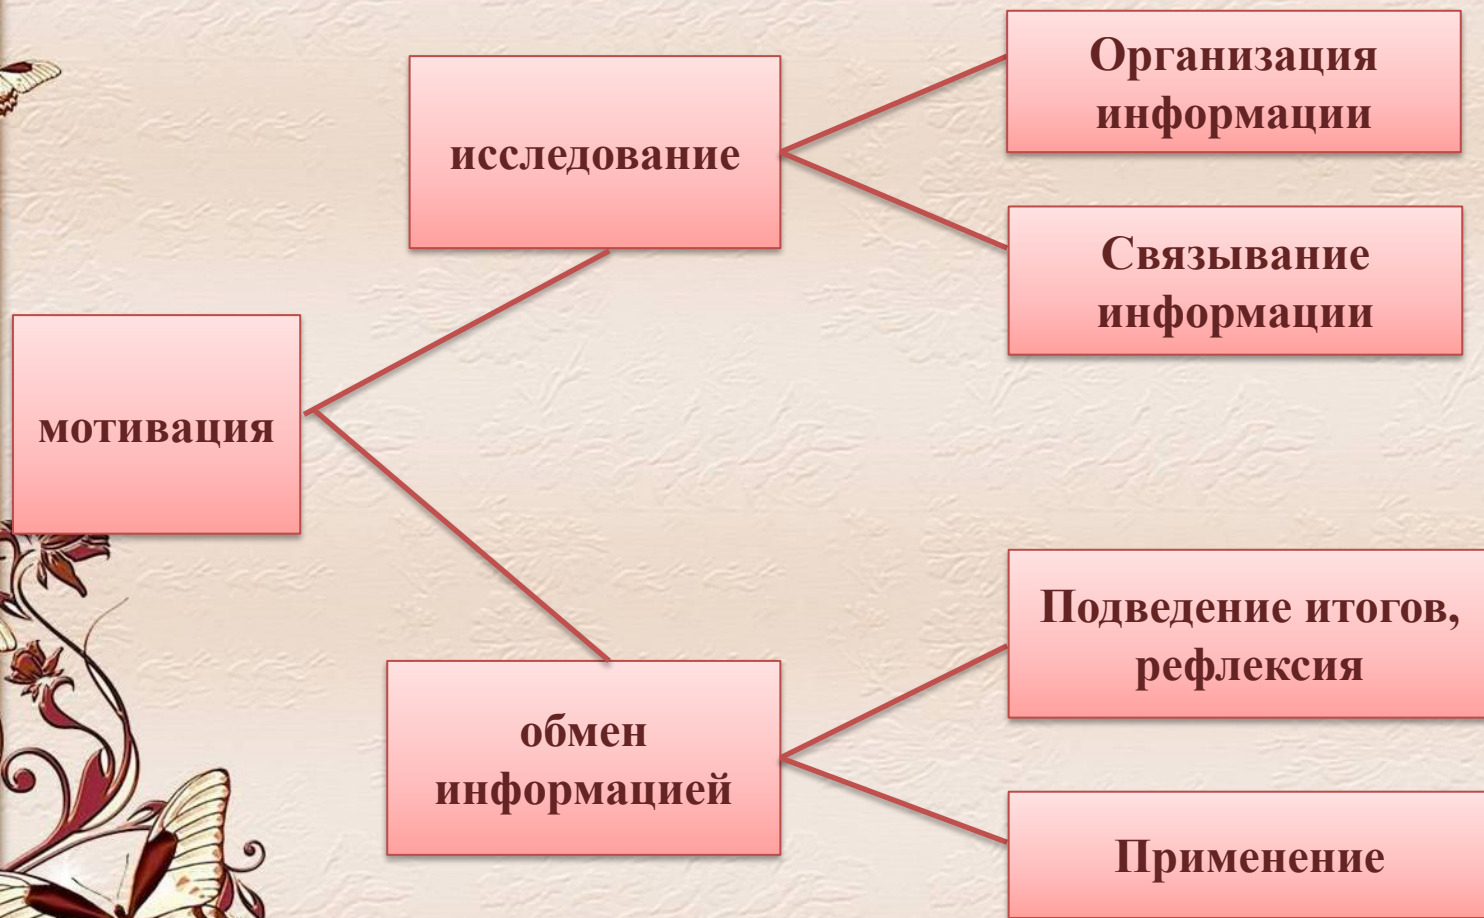 мотивация
исследование
Организация
информации
Связывание
информации
обмен
информацией
Подведение итогов,
рефлексия
Применение